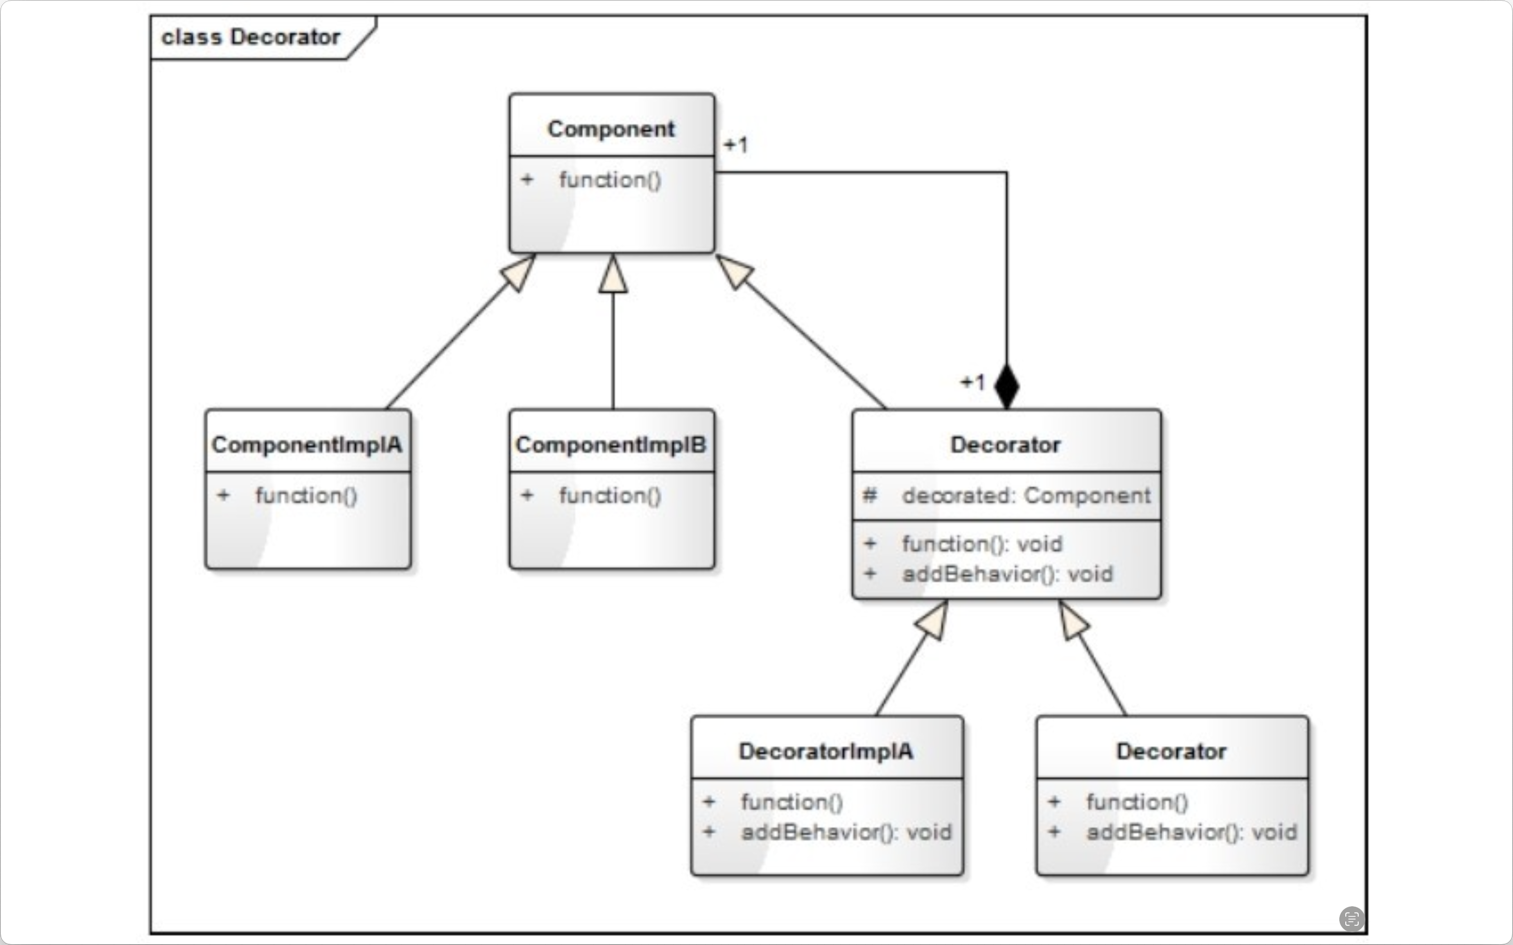 class Decorator
Component
+1
+ function()
+1
ComponentImplA
+ function()
ComponentImplB
+ function()
Decorator
# decorated: Component
+ function(): void
+ addBehavior(): void
DecoratorImplA
+ function()
+ addBehavior(): void
Decorator
+ function()
+ addBehavior(): void